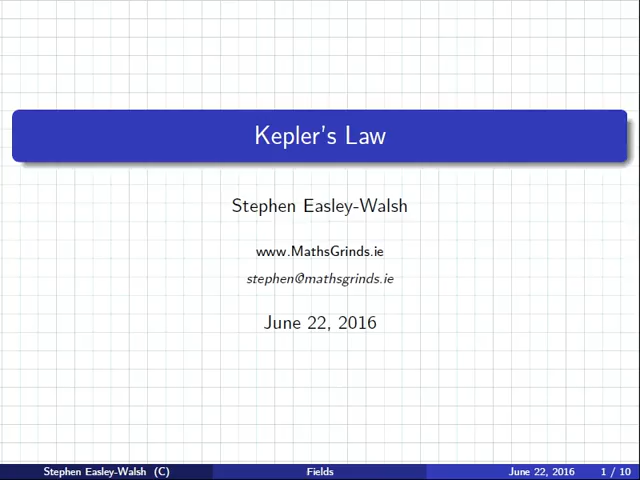 Kepler's Law
Stephen Easley-Walsh
www.MathsGrinds.ie
stephen@mathsgrinds.ie
June 22, 2016
Stephen Easley-Walsh (C) Fields June 22, 2016 1 / 10